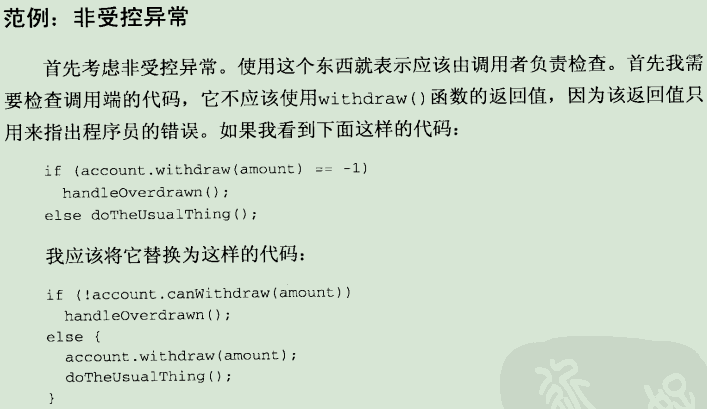 范例：非受控异常
首先考虑非受控异常。使用这个东西就表示应该由调用者负责检查。首先我需
要检查调用端的代码，它不应该使用withdraw()函数的返回值，因为该返回值只
用来指出程序员的错误。如果我看到下面这样的代码：
if (account.withdraw(amount) == -1)
  handleOverdrawn();
else doTheUsualThing();
我应该将它替换为这样的代码：
if (!account.canWithdraw(amount))
  handleOverdrawn();
else {
  account.withdraw(amount);
  doTheUsualThing();
}